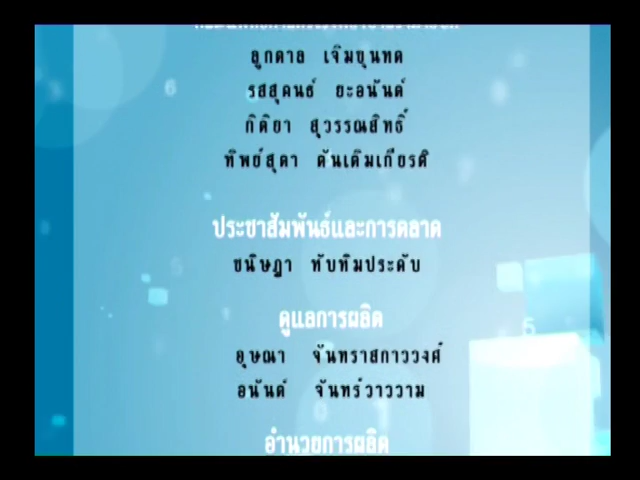 ลูกตาล เจิมขุนทด
รสสุคนธ์ ยะอนันต์
กิติยา สุวรรณสิทธิ์
ทิพย์สุดา ตันเติมเกียรติ
ประชาสัมพันธ์และการตลาด
ชนิษฎา ทับทิมประดับ
ดูแลการผลิต
อุษณา จันทราสกาววงศ์
อนันต์ จันทร์วาววาม
อำนวยการผลิต